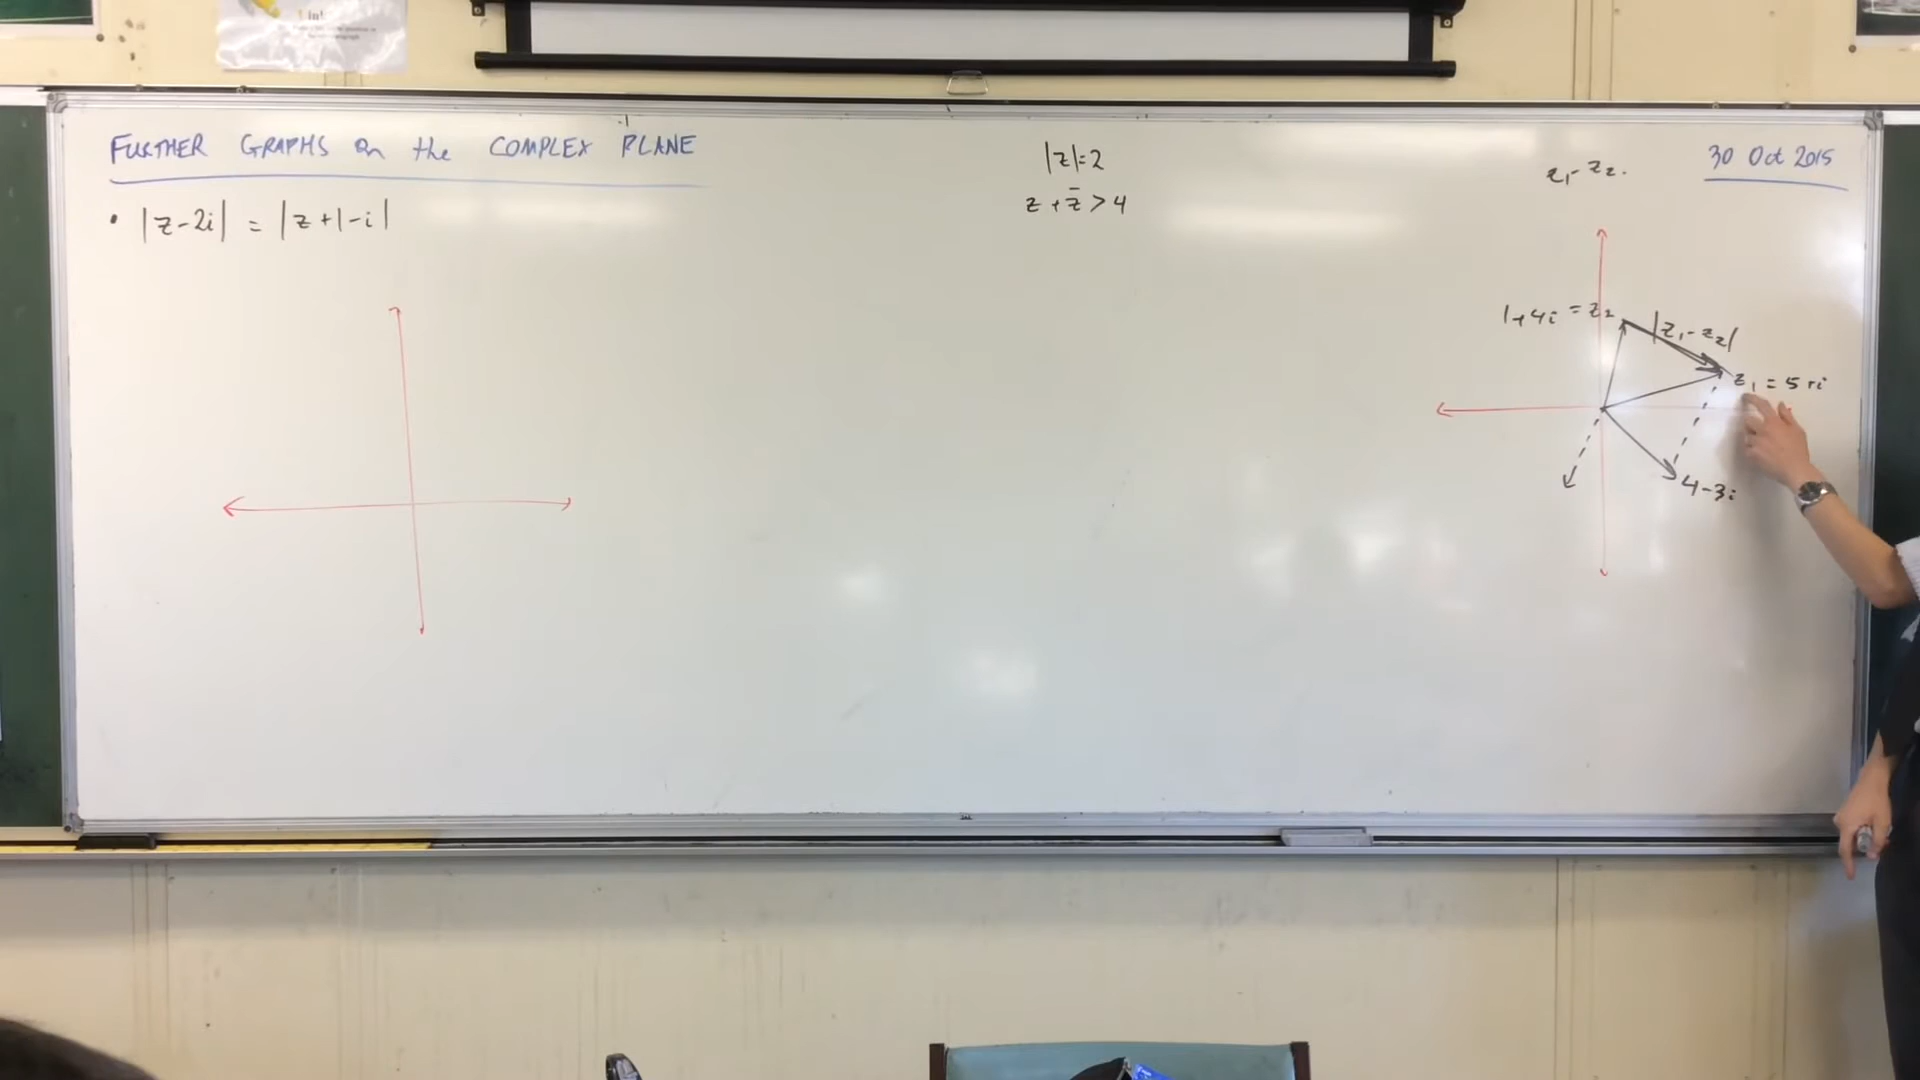 FURTHER GRAPHS on the COMPLEX PLANE
• |z-2i| = |z+1-i|
|z|=2
z + z̄ > 4
z₁- z₂.
30 Oct 2015
1+4i = z₂
|z₁- z₂|
z₁ = 5+i
4-3i